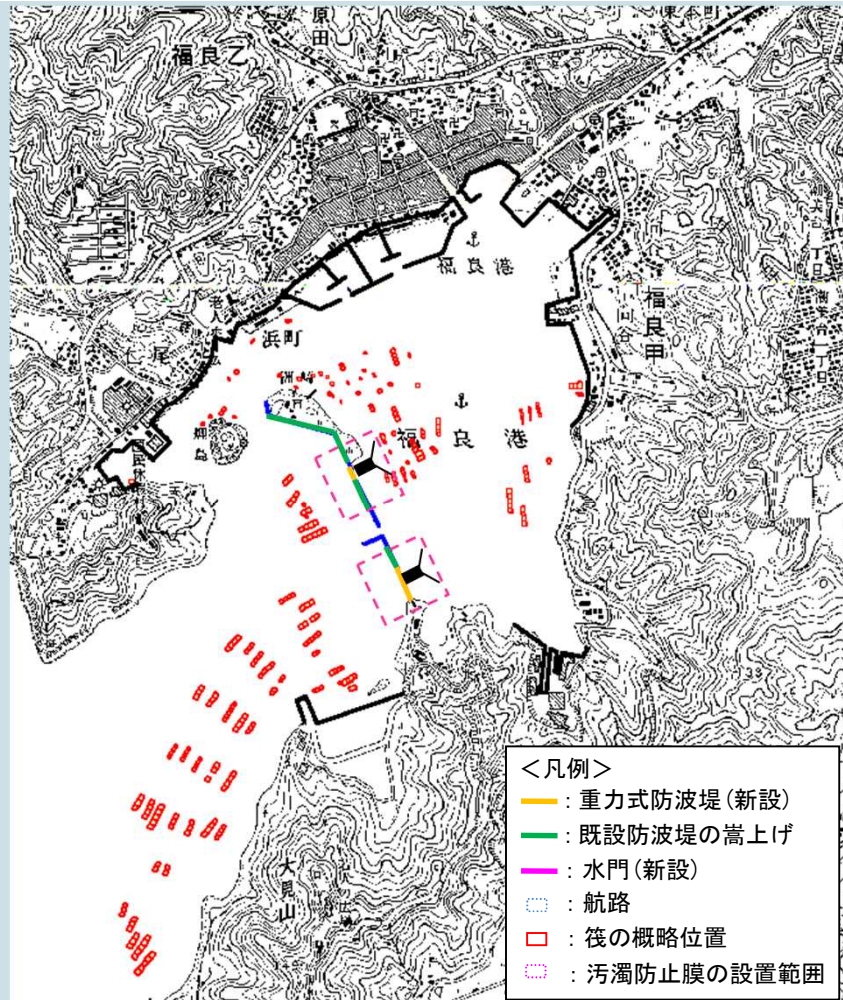 福良乙
原田
福良港
福良甲
仁尾
浜町
洲崎
煙島
福良港
大見山
<凡例>
: 重力式防波堤(新設)
: 既設防波堤の嵩上げ
: 水門(新設)
: 航路
: 筏の概略位置
: 汚濁防止膜の設置範囲